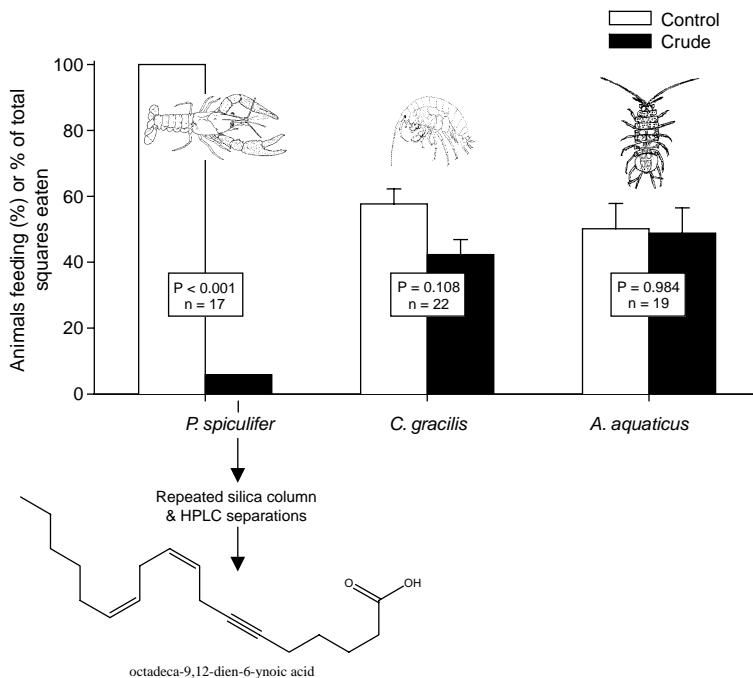 Control
Crude
Animals feeding (%) or % of total
squares eaten
100
80
60
40
20
0
P < 0.001
n = 17
P = 0.108
n = 22
P = 0.984
n = 19
P. spiculifer
C. gracilis
A. aquaticus
Repeated silica column
& HPLC separations
O
OH
octadeca-9,12-dien-6-ynoic acid